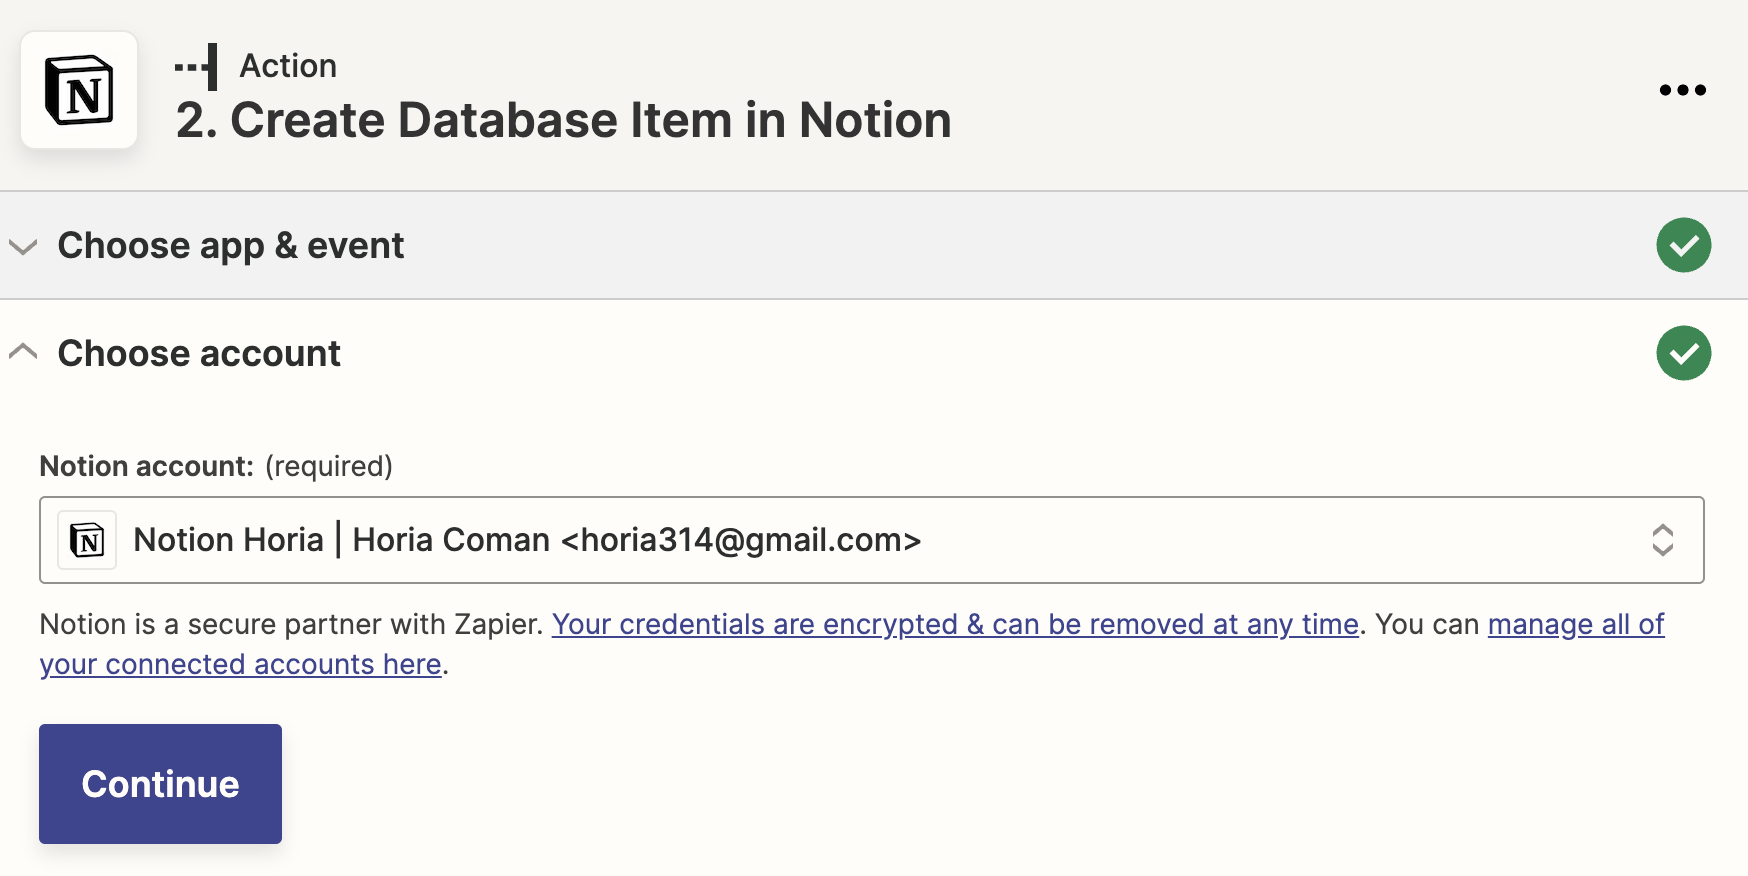 Action
2. Create Database Item in Notion
Choose app & event
Choose account
Notion account: (required)
Notion Horia | Horia Coman <horia314@gmail.com>
Notion is a secure partner with Zapier. Your credentials are encrypted & can be removed at any time. You can manage all of
your connected accounts here.
Continue